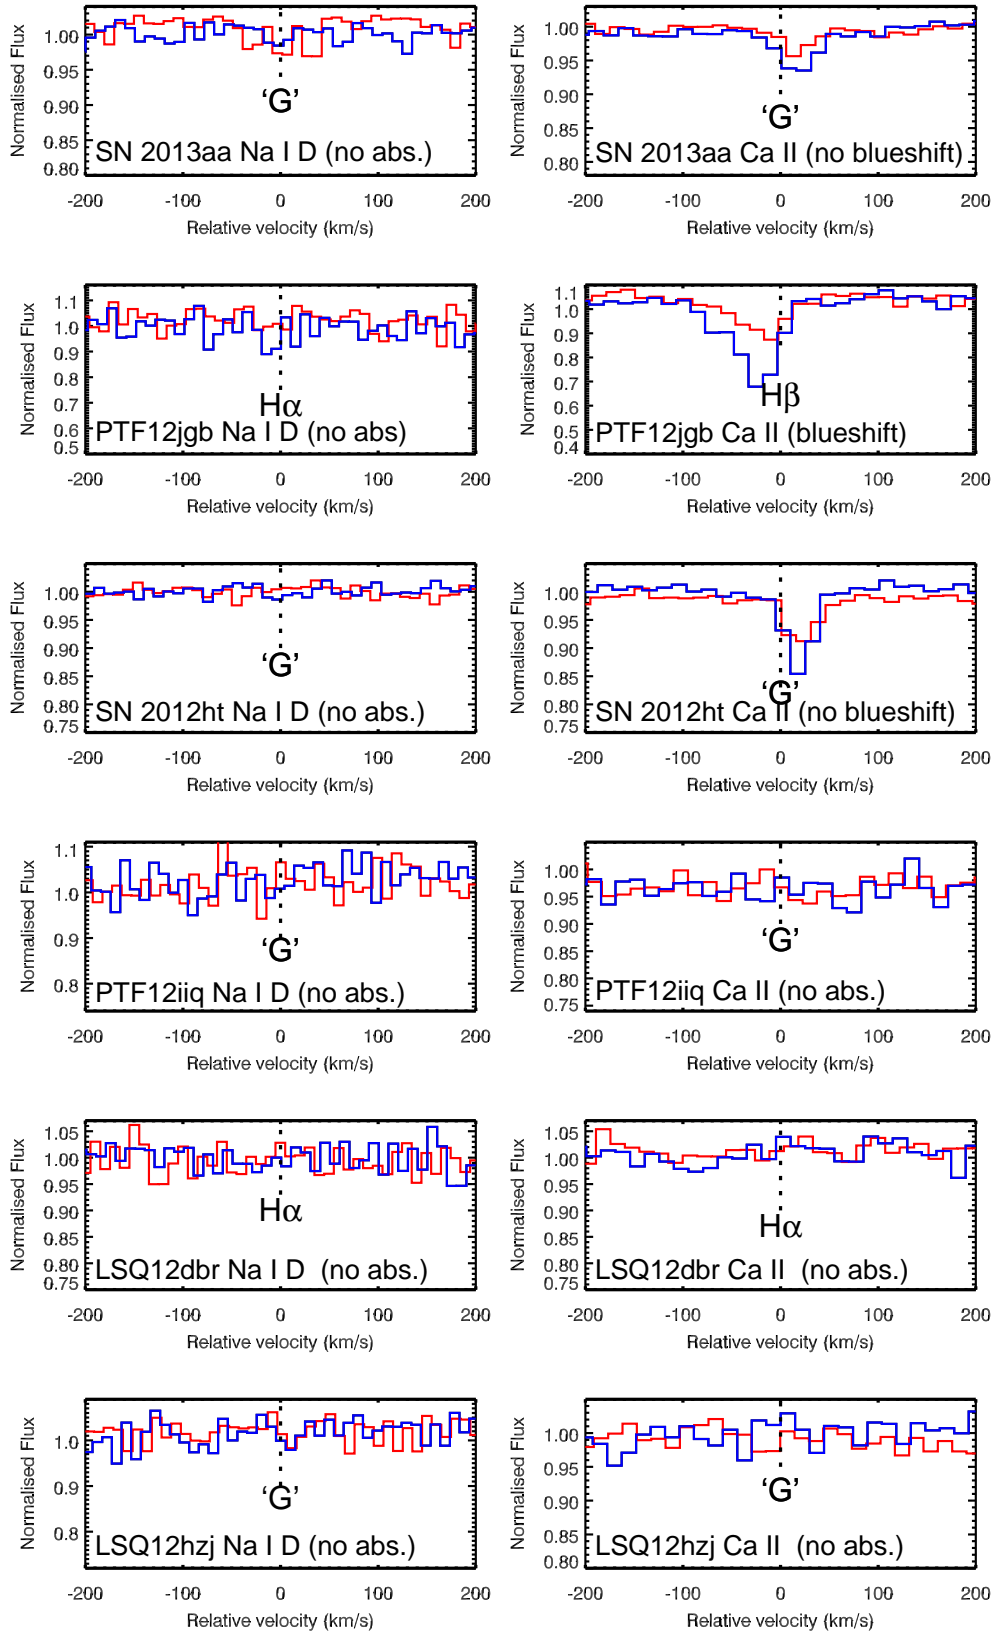 Normalised Flux
1.00
0.95
0.90
0.85
0.80
'G'
SN 2013aa Na I D (no abs.)
-200 -100 0 100 200
Relative velocity (km/s)
Normalised Flux
1.00
0.95
0.90
0.85
0.80
'G'
SN 2013aa Ca II (no blueshift)
-200 -100 0 100 200
Relative velocity (km/s)
Normalised Flux
1.1
1.0
0.9
0.8
0.7
0.6
0.5
Hα
PTF12jgb Na I D (no abs)
-200 -100 0 100 200
Relative velocity (km/s)
Normalised Flux
1.1
1.0
0.9
0.8
0.7
0.6
0.5
0.4
Hβ
PTF12jgb Ca II (blueshift)
-200 -100 0 100 200
Relative velocity (km/s)
Normalised Flux
1.00
0.95
0.90
0.85
0.80
0.75
'G'
SN 2012ht Na I D (no abs.)
-200 -100 0 100 200
Relative velocity (km/s)
Normalised Flux
1.00
0.95
0.90
0.85
0.80
0.75
'G'
SN 2012ht Ca II (no blueshift)
-200 -100 0 100 200
Relative velocity (km/s)
Normalised Flux
1.1
1.0
0.9
0.8
'G'
PTF12iiq Na I D (no abs.)
-200 -100 0 100 200
Relative velocity (km/s)
Normalised Flux
1.00
0.95
0.90
0.85
0.80
0.75
'G'
PTF12iiq Ca II (no abs.)
-200 -100 0 100 200
Relative velocity (km/s)
Normalised Flux
1.05
1.00
0.95
0.90
0.85
0.80
0.75
Hα
LSQ12dbr Na I D (no abs.)
-200 -100 0 100 200
Relative velocity (km/s)
Normalised Flux
1.05
1.00
0.95
0.90
0.85
0.80
0.75
Hα
LSQ12dbr Ca II (no abs.)
-200 -100 0 100 200
Relative velocity (km/s)
Normalised Flux
1.0
0.9
0.8
'G'
LSQ12hzj Na I D (no abs.)
-200 -100 0 100 200
Relative velocity (km/s)
Normalised Flux
1.00
0.95
0.90
0.85
0.80
'G'
LSQ12hzj Ca II (no abs.)
-200 -100 0 100 200
Relative velocity (km/s)